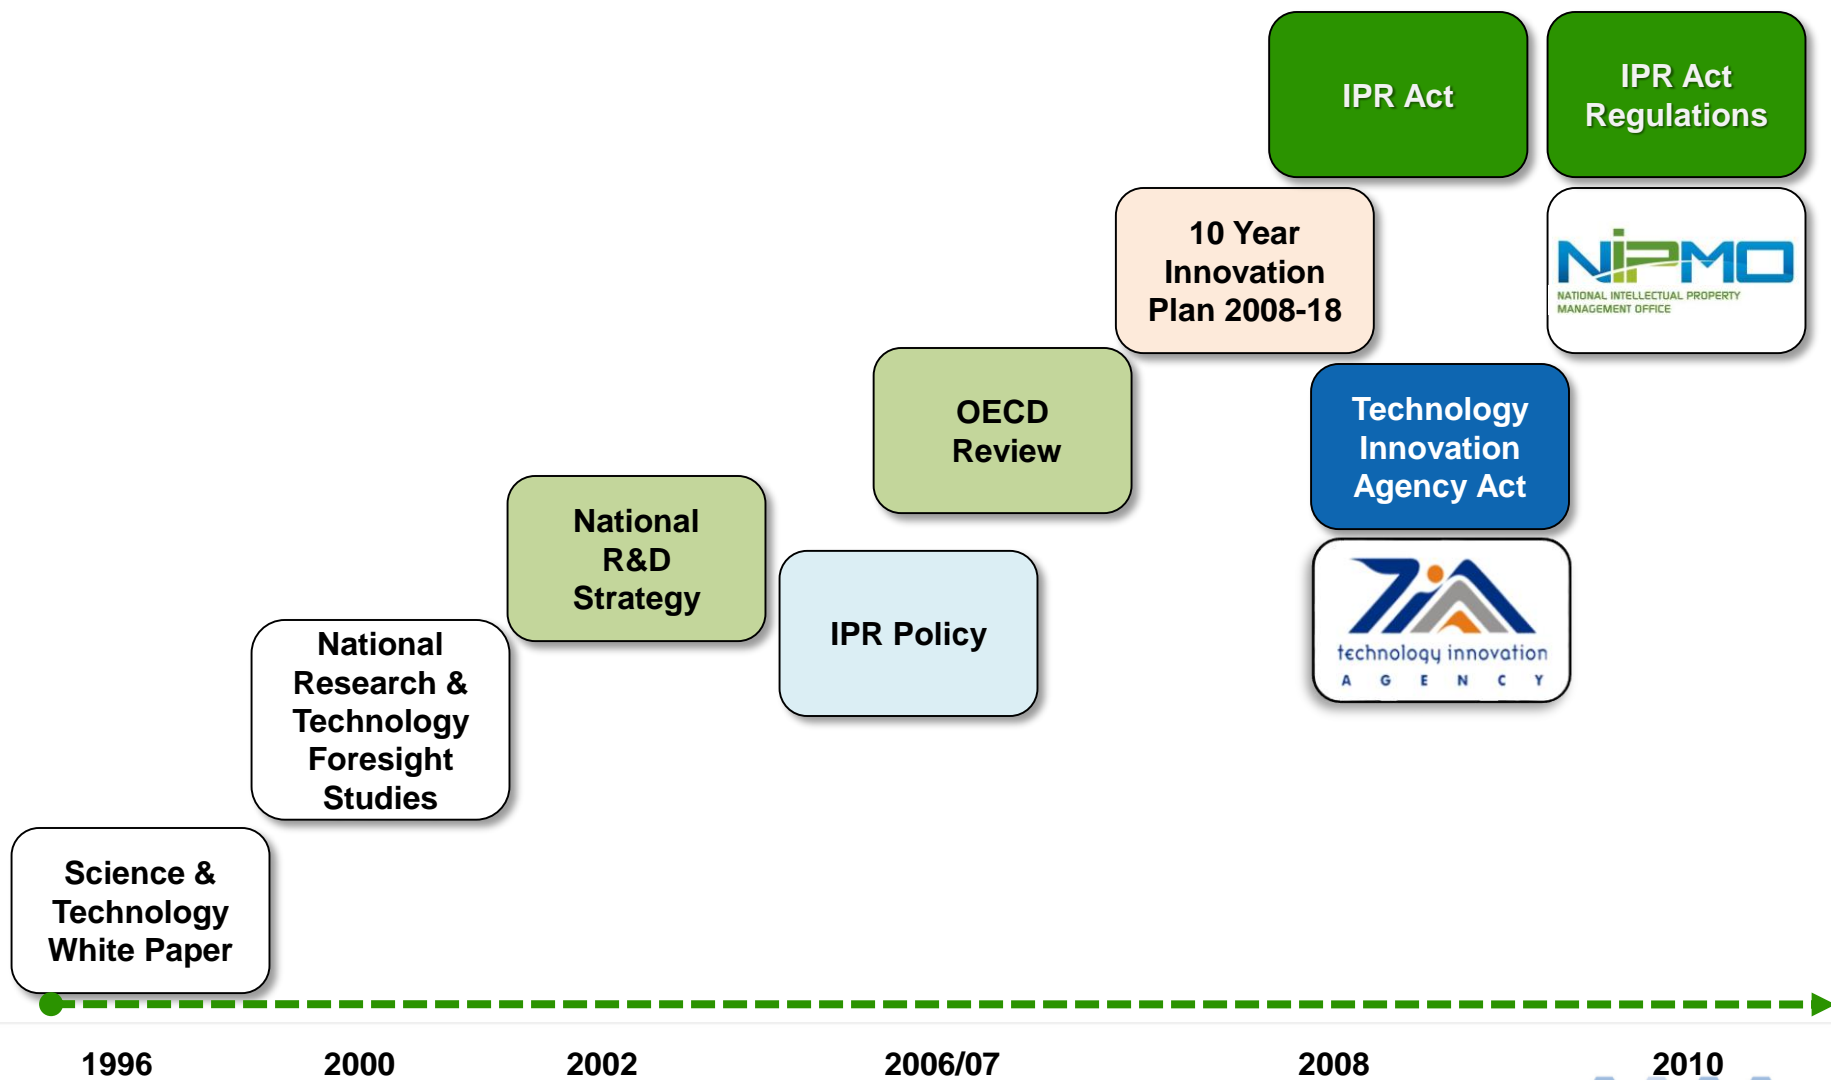 IPR Act
IPR Act
Regulations
10 Year
Innovation
Plan 2008-18
NiPMO
NATIONAL INTELLECTUAL PROPERTY
MANAGEMENT OFFICE
OECD
Review
Technology
Innovation
Agency Act
National
R&D
Strategy
IPR Policy
TiA
technology innovation
AGENCY
National
Research &
Technology
Foresight
Studies
Science &
Technology
White Paper
1996
2000
2002
2006/07
2008
2010